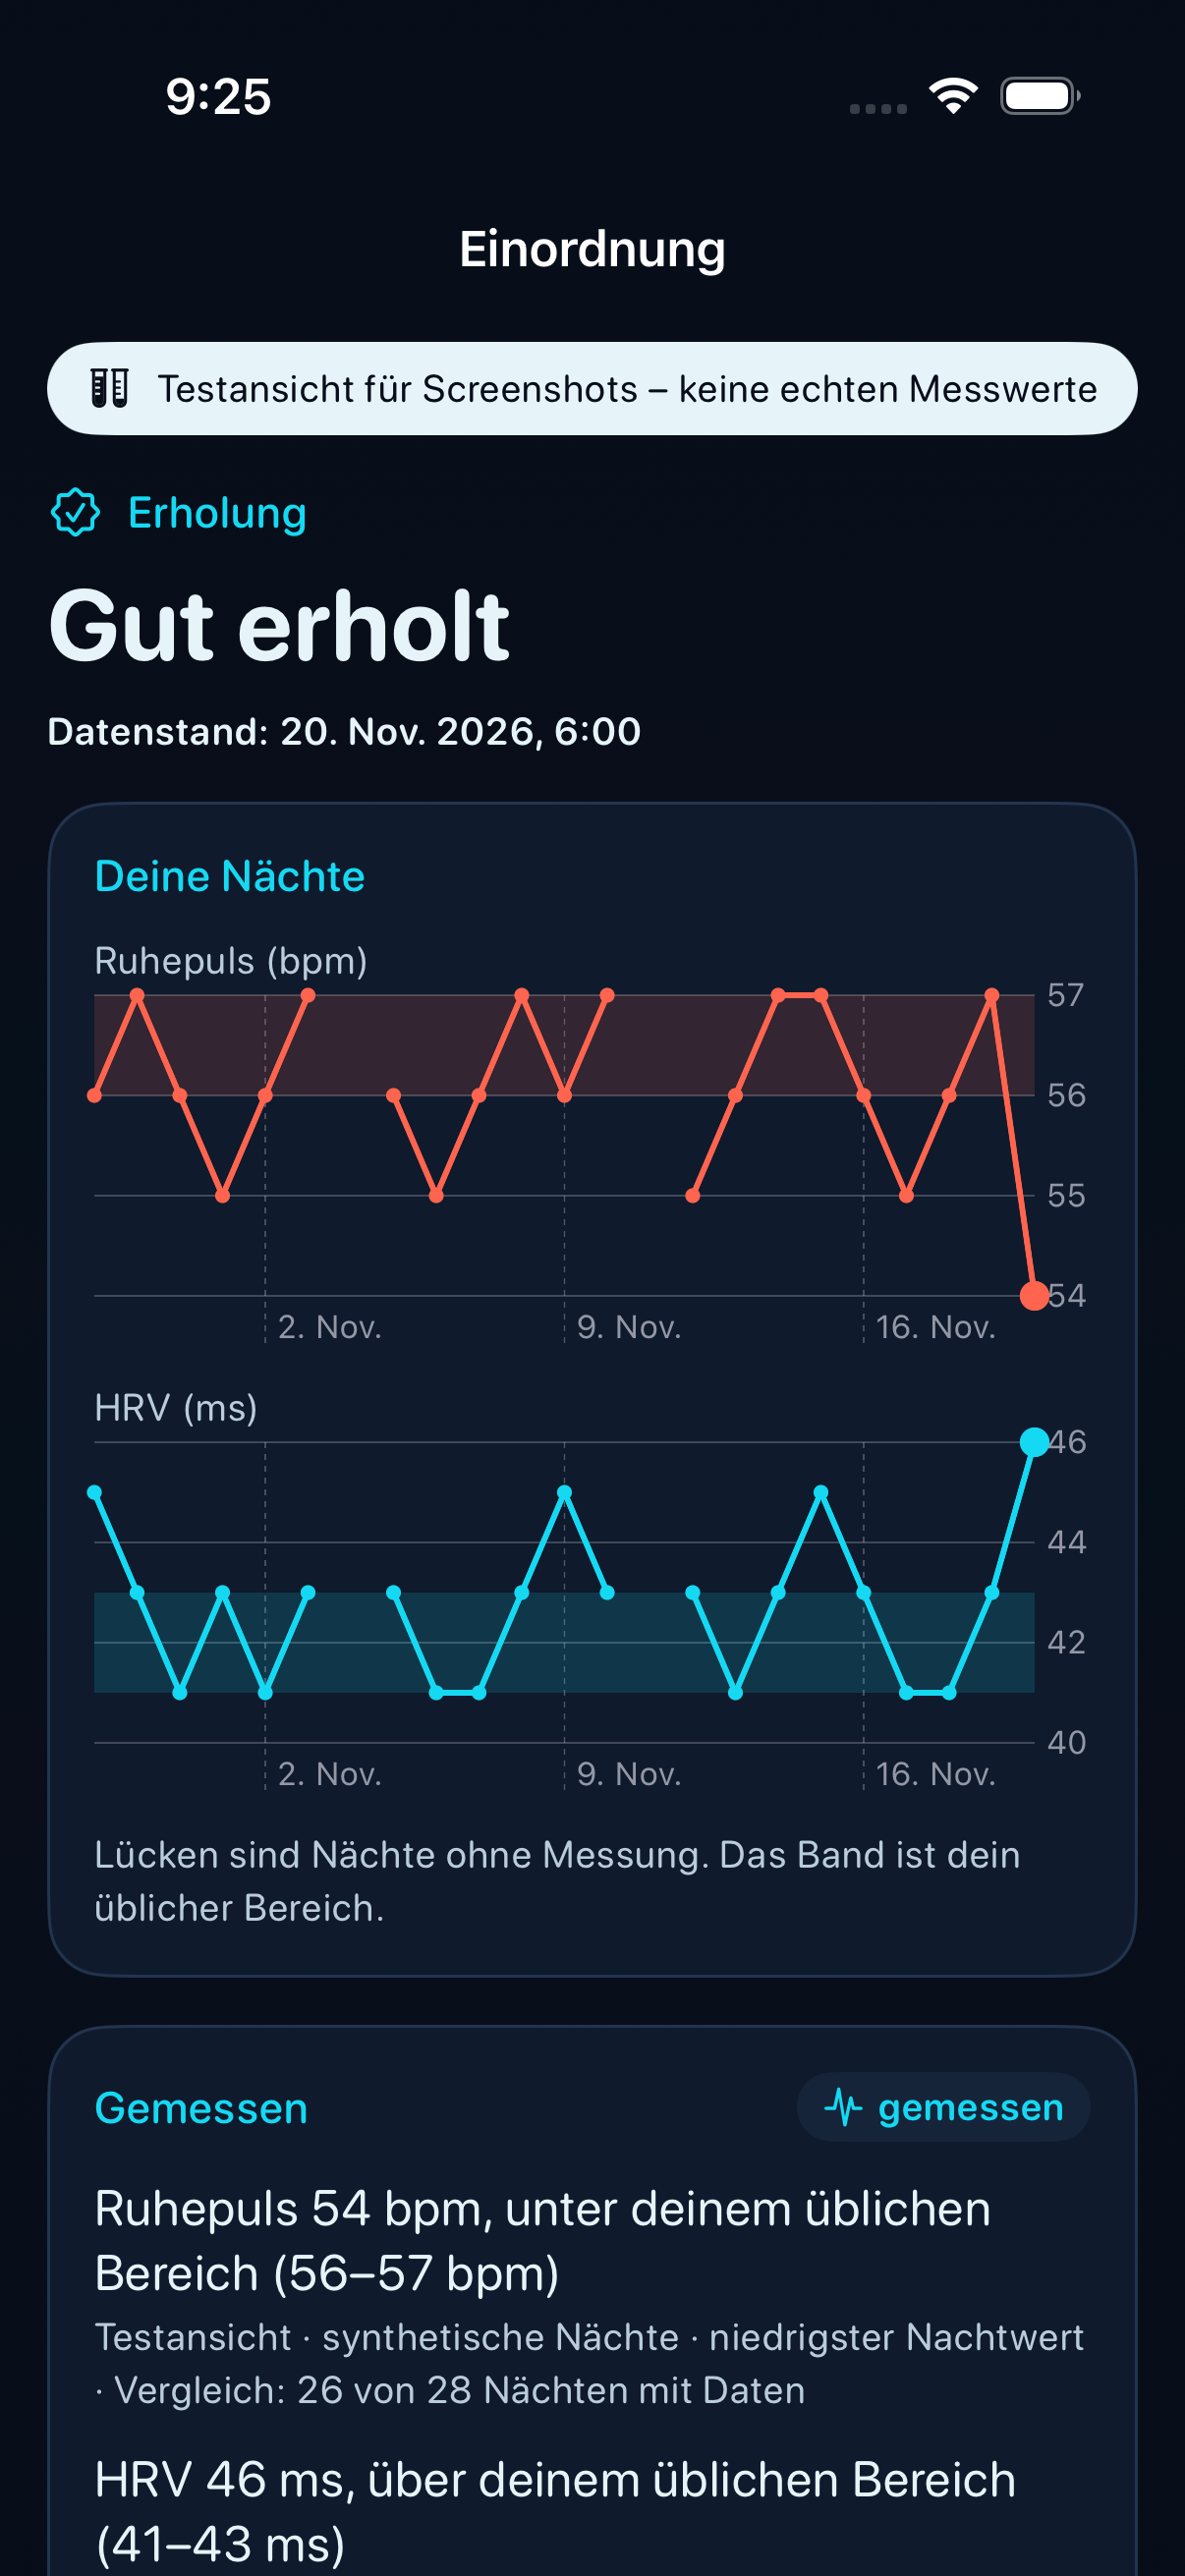 9:25
Einordnung
Testansicht für Screenshots – keine echten Messwerte
Erholung
Gut erholt
Datenstand: 20. Nov. 2026, 6:00
Deine Nächte
Ruhepuls (bpm)
57
56
55
54
2. Nov.
9. Nov.
16. Nov.
HRV (ms)
46
44
42
40
2. Nov.
9. Nov.
16. Nov.
Lücken sind Nächte ohne Messung. Das Band ist dein
üblicher Bereich.
Gemessen
gemessen
Ruhepuls 54 bpm, unter deinem üblichen
Bereich (56–57 bpm)
Testansicht · synthetische Nächte · niedrigster Nachtwert
· Vergleich: 26 von 28 Nächten mit Daten
HRV 46 ms, über deinem üblichen Bereich
(41–43 ms)